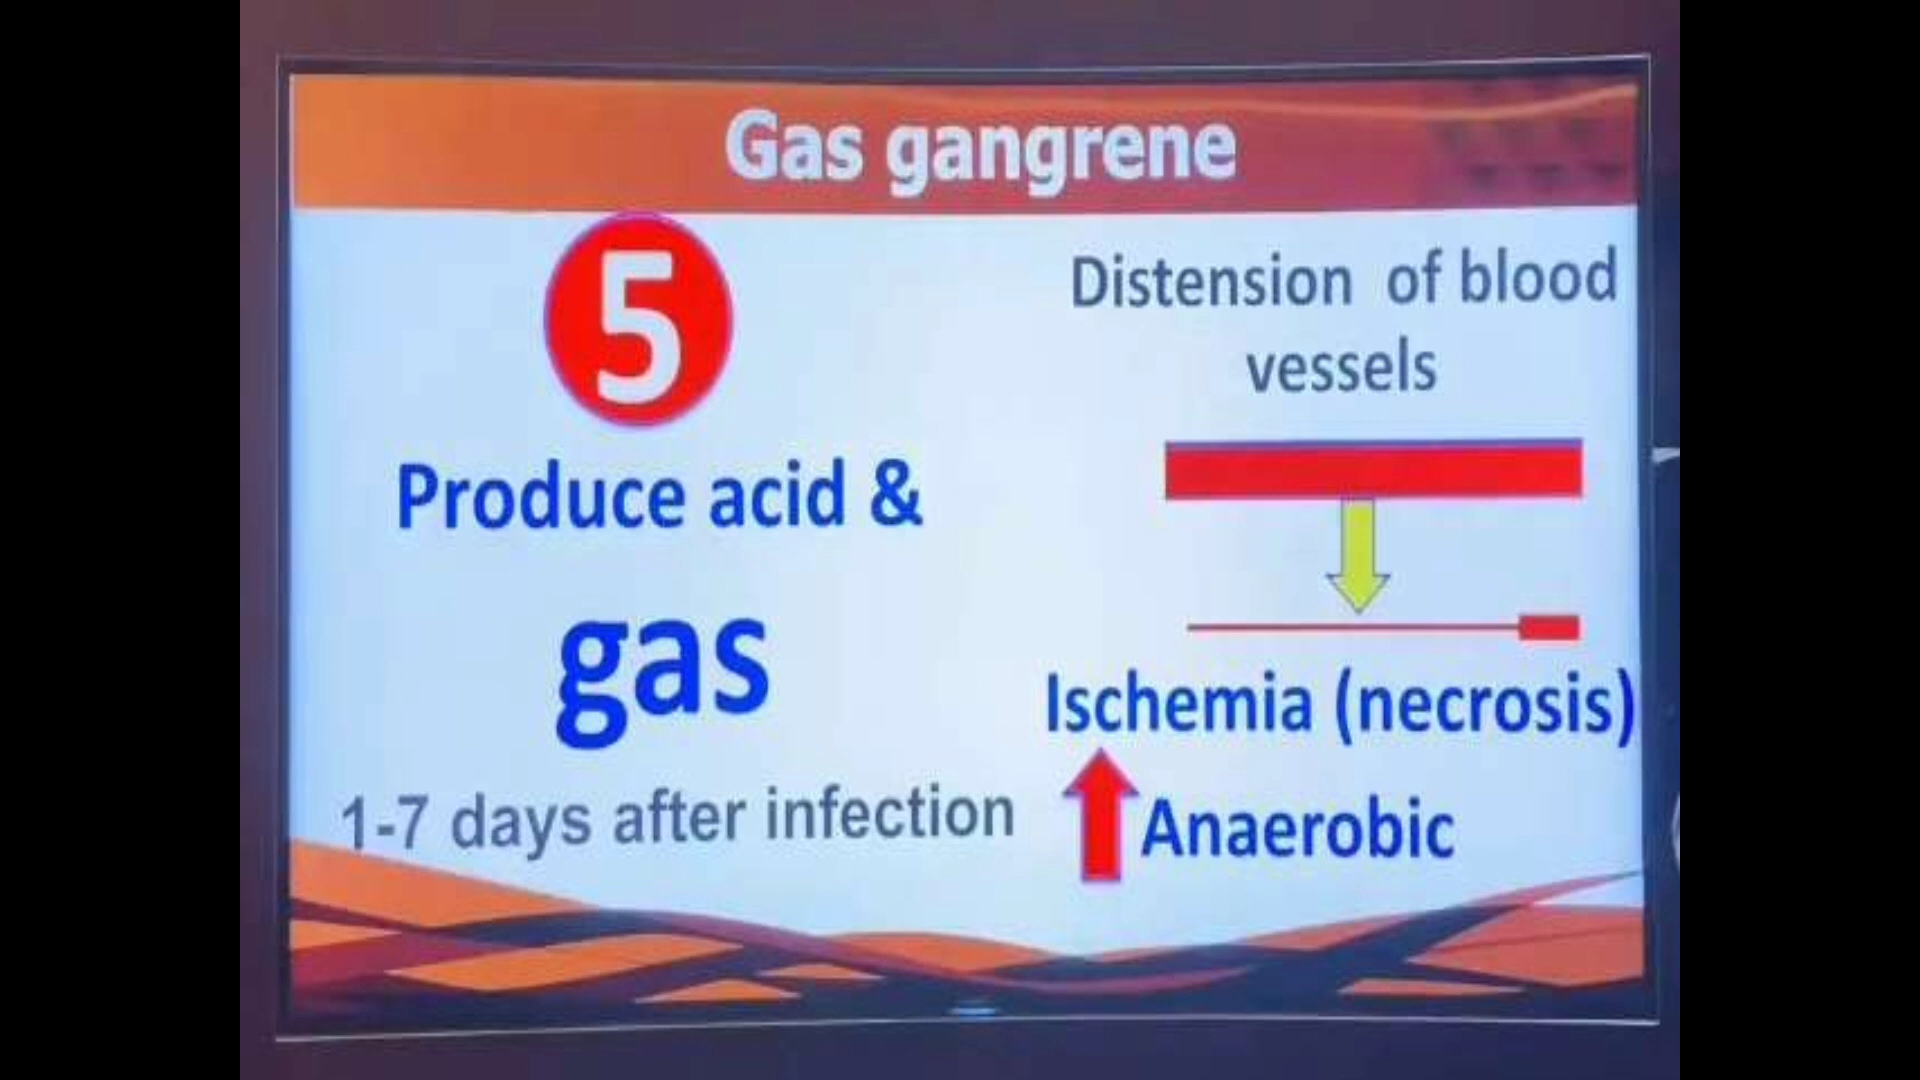 Gas gangrene
5
Produce acid &
gas
1-7 days after infection
Distension of blood
vessels
Ischemia (necrosis)
Anaerobic